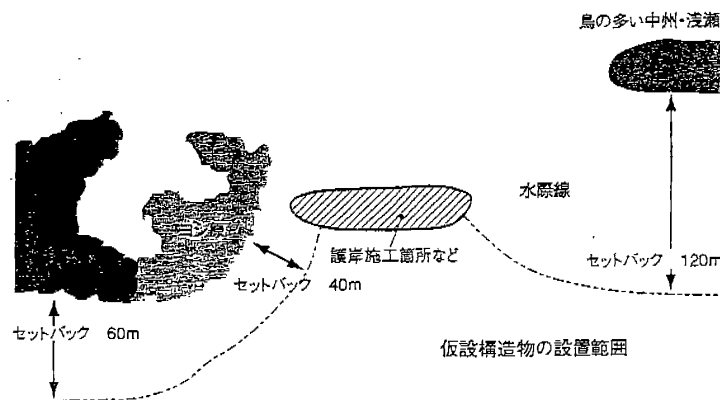 鳥の多い中州・浅瀬
ヨシ原
水際線
護岸施工箇所など
セットバック 120m
セットバック 40m
セットバック 60m
仮設構造物の設置範囲